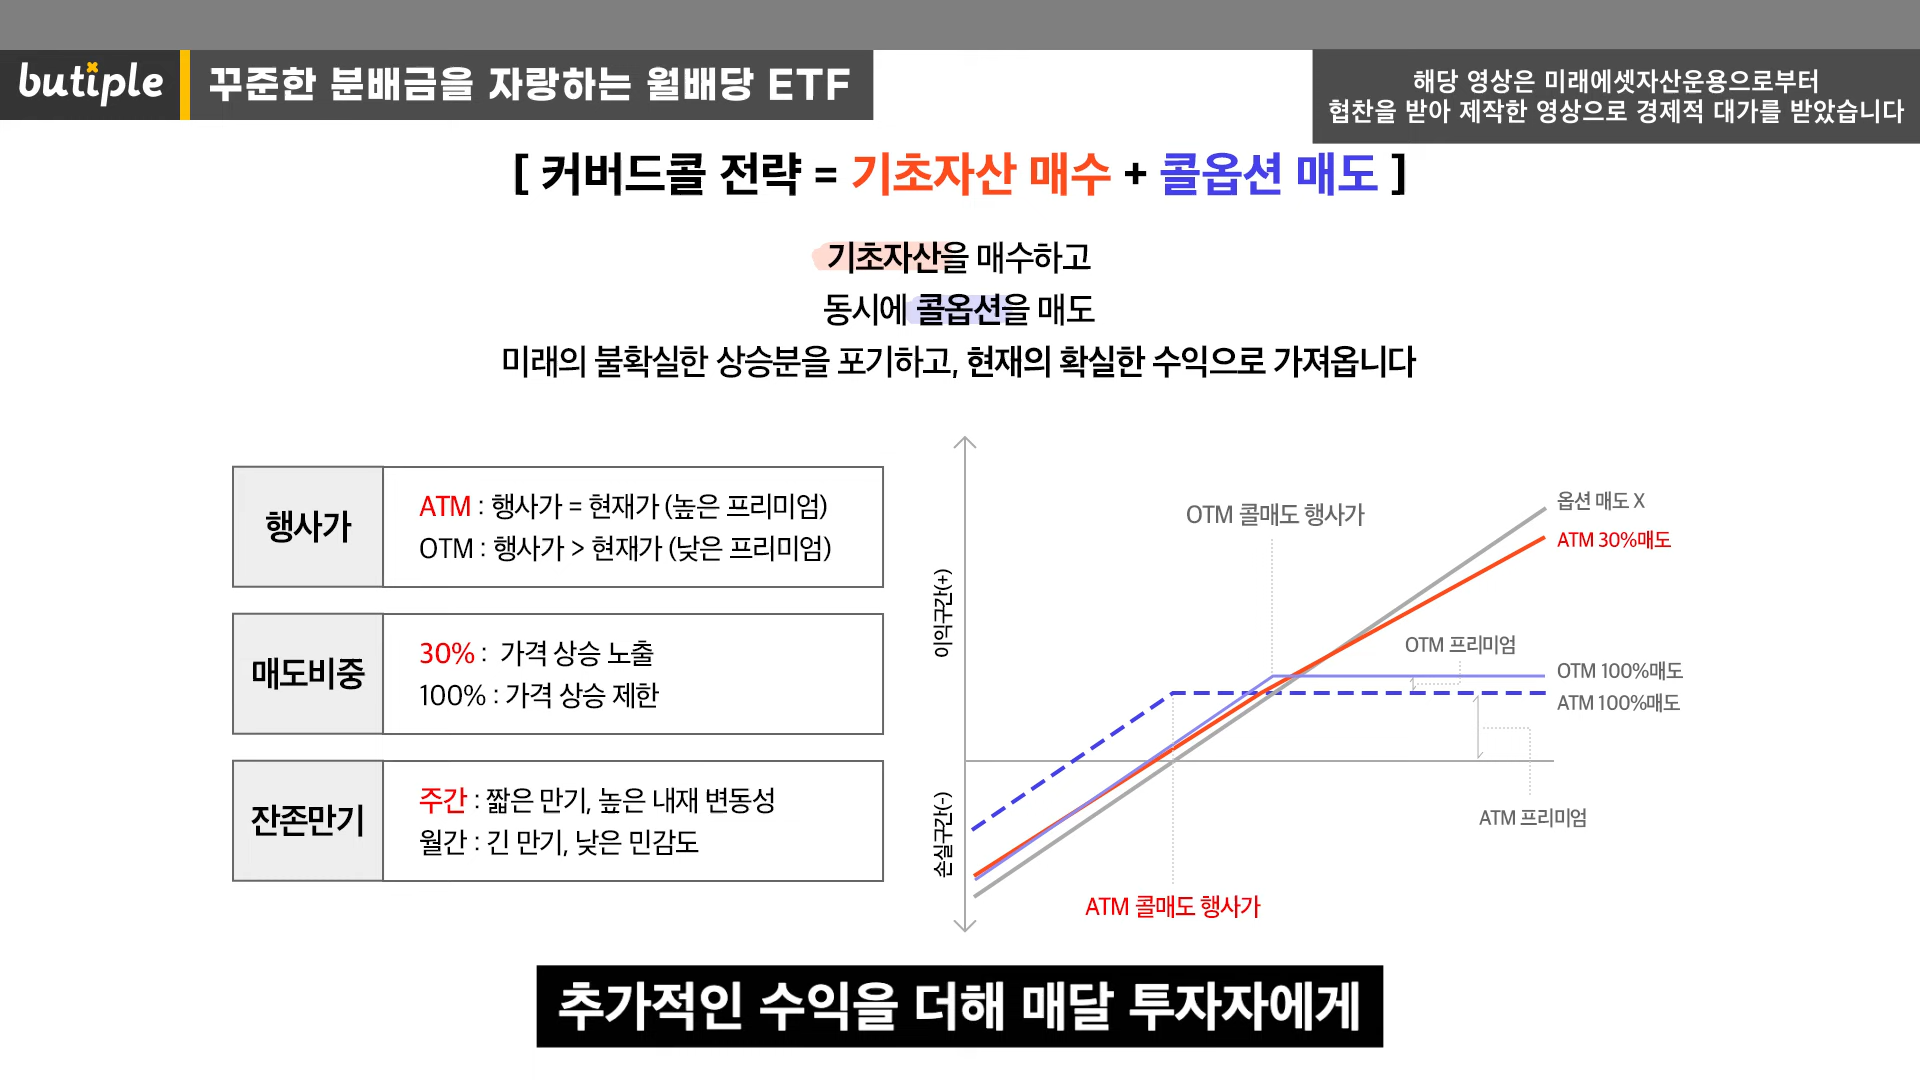 butiple
꾸준한 분배금을 자랑하는 월배당 ETF
해당 영상은 미래에셋자산운용으로부터
협찬을 받아 제작한 영상으로 경제적 대가를 받았습니다
[ 커버드콜 전략 = 기초자산 매수 + 콜옵션 매도 ]
기초자산을 매수하고
동시에 콜옵션을 매도
미래의 불확실한 상승분을 포기하고, 현재의 확실한 수익으로 가져옵니다
행사가
ATM : 행사가 = 현재가 (높은 프리미엄)
OTM : 행사가 > 현재가 (낮은 프리미엄)
매도비중
30% : 가격 상승 노출
100% : 가격 상승 제한
잔존만기
주간 : 짧은 만기, 높은 내재 변동성
월간 : 긴 만기, 낮은 민감도
이익구간(+)
손실구간(-)
OTM 콜매도 행사가
옵션 매도 X
ATM 30%매도
OTM 프리미엄
OTM 100%매도
ATM 100%매도
ATM 프리미엄
ATM 콜매도 행사가
추가적인 수익을 더해 매달 투자자에게